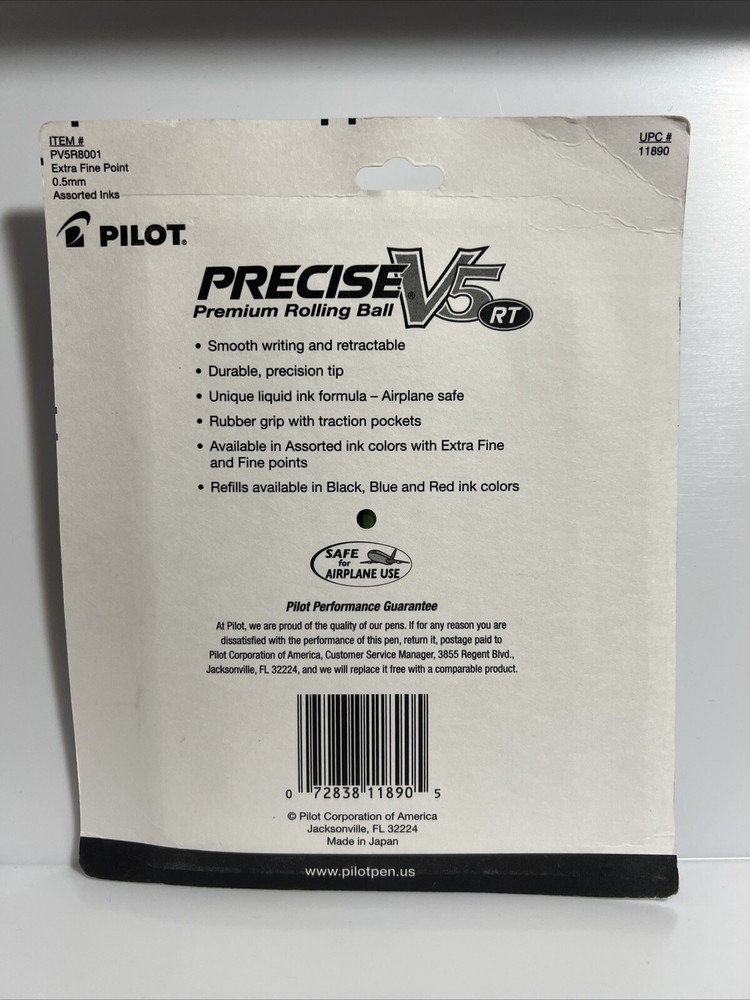 ITEM #
PV5R8001
Extra Fine Point
0.5mm
Assorted Inks
UPC #
11890
PILOT®
PRECISE® V5 RT
Premium Rolling Ball
• Smooth writing and retractable
• Durable, precision tip
• Unique liquid ink formula – Airplane safe
• Rubber grip with traction pockets
• Available in Assorted ink colors with Extra Fine
and Fine points
• Refills available in Black, Blue and Red ink colors
SAFE
for
AIRPLANE USE
Pilot Performance Guarantee
At Pilot, we are proud of the quality of our pens. If for any reason you are
dissatisfied with the performance of this pen, return it, postage paid to
Pilot Corporation of America, Customer Service Manager, 3855 Regent Blvd.,
Jacksonville, FL 32224, and we will replace it free with a comparable product.
0 72838 11890 5
© Pilot Corporation of America
Jacksonville, FL 32224
Made in Japan
www.pilotpen.us